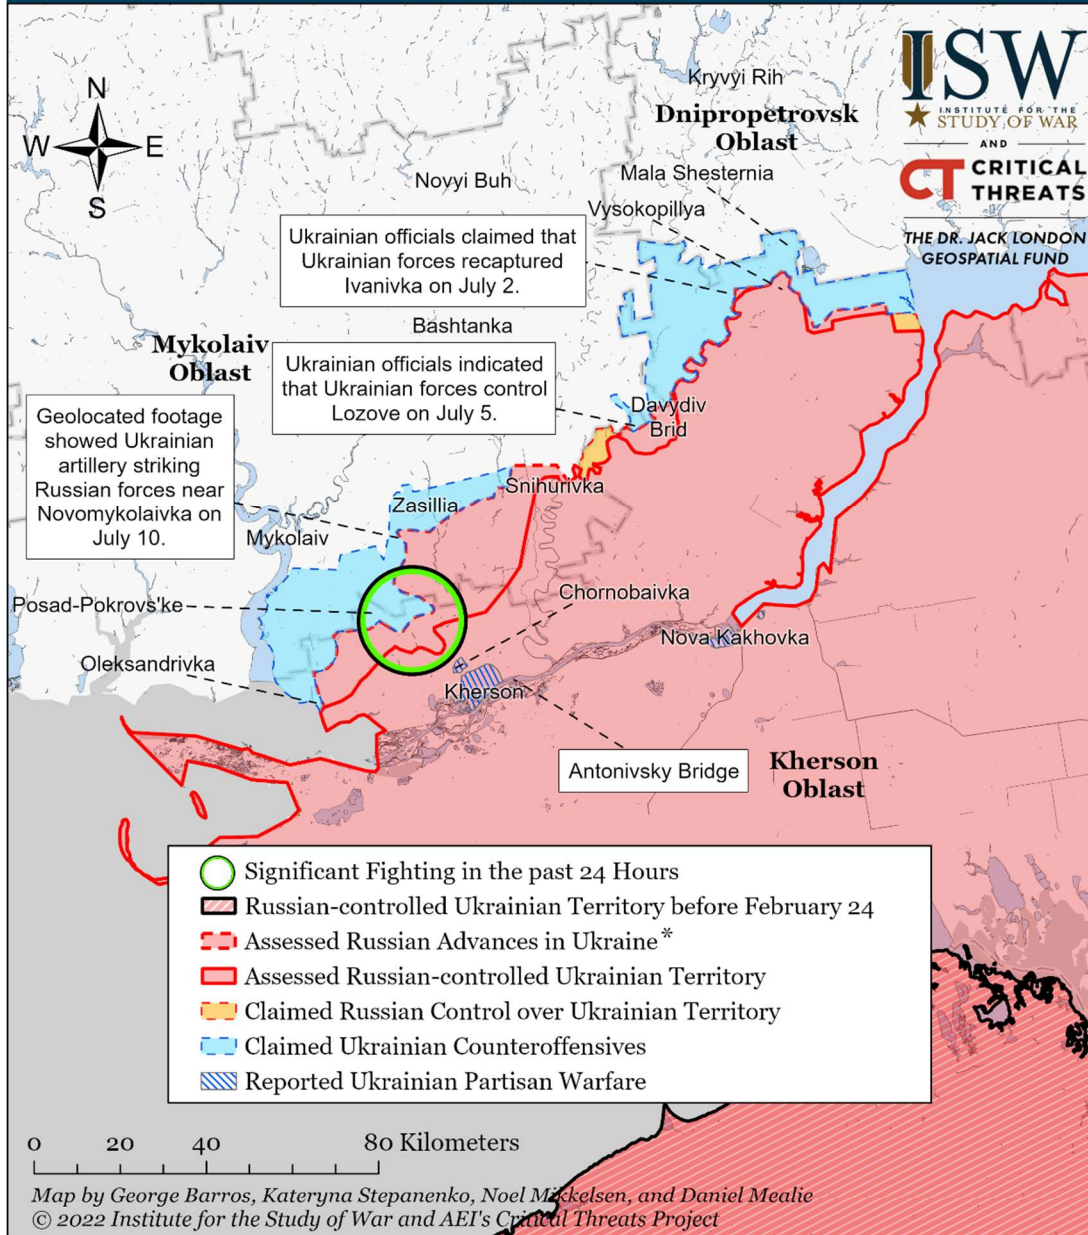 N
W
E
S
Kryvyi Rih
Dnipropetrovsk
Oblast
ISW
INSTITUTE FOR THE
STUDY OF WAR
AND
CT CRITICAL
THREATS
THE DR. JACK LONDON
GEOSPATIAL FUND
Novyi Buh
Mala Shesternia
Vysokopillya
Ukrainian officials claimed that
Ukrainian forces recaptured
Ivanivka on July 2.
Bashtanka
Mykolaiv
Oblast
Ukrainian officials indicated
that Ukrainian forces control
Lozove on July 5.
Davydiv
Brid
Geolocated footage
showed Ukrainian
artillery striking
Russian forces near
Novomykolaivka on
July 10.
Snihurivka
Zasillia
Mykolaiv
Chornobaivka
Posad-Pokrovs'ke
Nova Kakhovka
Oleksandrivka
Kherson
Antonivsky Bridge
Kherson
Oblast
Significant Fighting in the past 24 Hours
Russian-controlled Ukrainian Territory before February 24
Assessed Russian Advances in Ukraine*
Assessed Russian-controlled Ukrainian Territory
Claimed Russian Control over Ukrainian Territory
Claimed Ukrainian Counteroffensives
Reported Ukrainian Partisan Warfare
0 20 40 80 Kilometers
Map by George Barros, Kateryna Stepanenko, Noel Mikkelsen, and Daniel Mealie
© 2022 Institute for the Study of War and AEI's Critical Threats Project